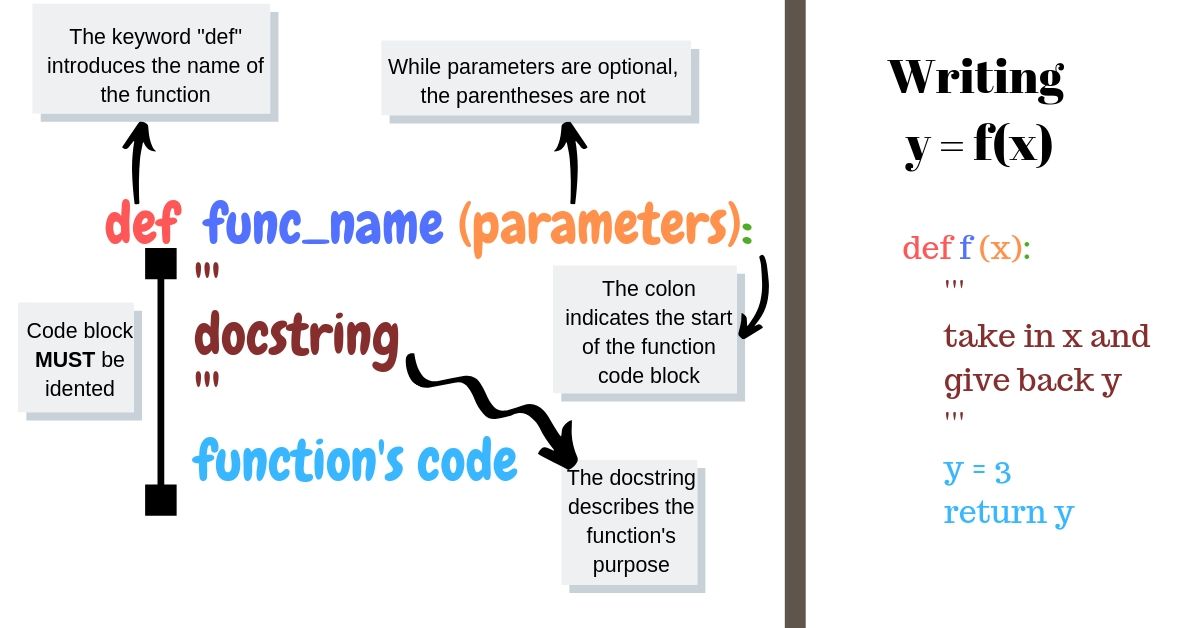 The keyword "def"
introduces the name of
the function
While parameters are optional,
the parentheses are not
def func_name (parameters):
'''
docstring
'''
function's code
Code block
MUST be
idented
The colon
indicates the start
of the function
code block
The docstring
describes the
function's
purpose
Writing
y = f(x)
def f (x):
'''
take in x and
give back y
'''
y = 3
return y